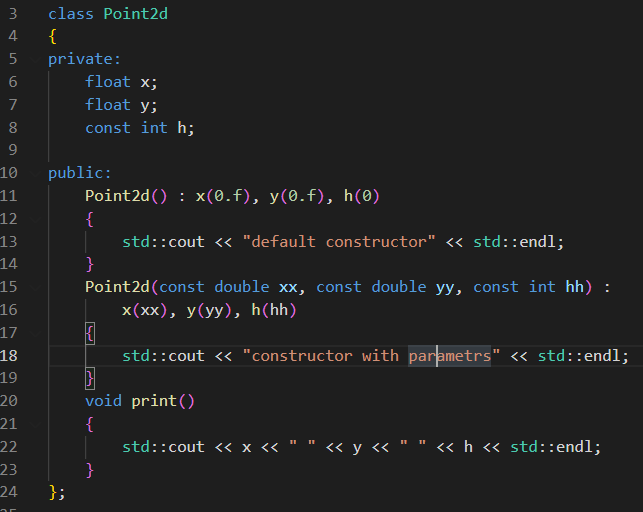 3 class Point2d
4 {
5 private:
6     float x;
7     float y;
8     const int h;
9
10 public:
11     Point2d() : x(0.f), y(0.f), h(0)
12     {
13         std::cout << "default constructor" << std::endl;
14     }
15     Point2d(const double xx, const double yy, const int hh) :
16         x(xx), y(yy), h(hh)
17     {
18         std::cout << "constructor with parametrs" << std::endl;
19     }
20     void print()
21     {
22         std::cout << x << " " << y << " " << h << std::endl;
23     }
24 };